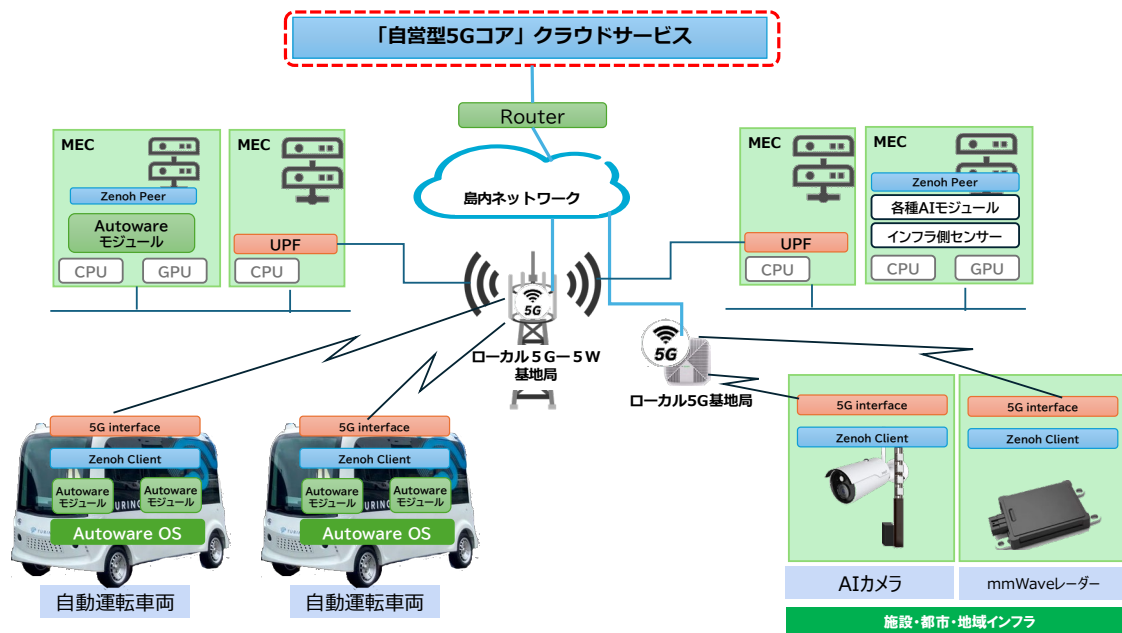 「自営型5Gコア」クラウドサービス
Router
島内ネットワーク
MEC
Zenoh Peer
Autoware
モジュール
CPU
GPU
MEC
UPF
CPU
MEC
UPF
CPU
MEC
Zenoh Peer
各種AIモジュール
インフラ側センサー
CPU
GPU
5G
ローカル5Gー5W
基地局
5G
ローカル5G基地局
5G interface
Zenoh Client
Autoware
モジュール
Autoware
モジュール
Autoware OS
自動運転車両
5G interface
Zenoh Client
Autoware
モジュール
Autoware
モジュール
Autoware OS
自動運転車両
5G interface
Zenoh Client
AIカメラ
5G interface
Zenoh Client
mmWaveレーダー
施設・都市・地域インフラ